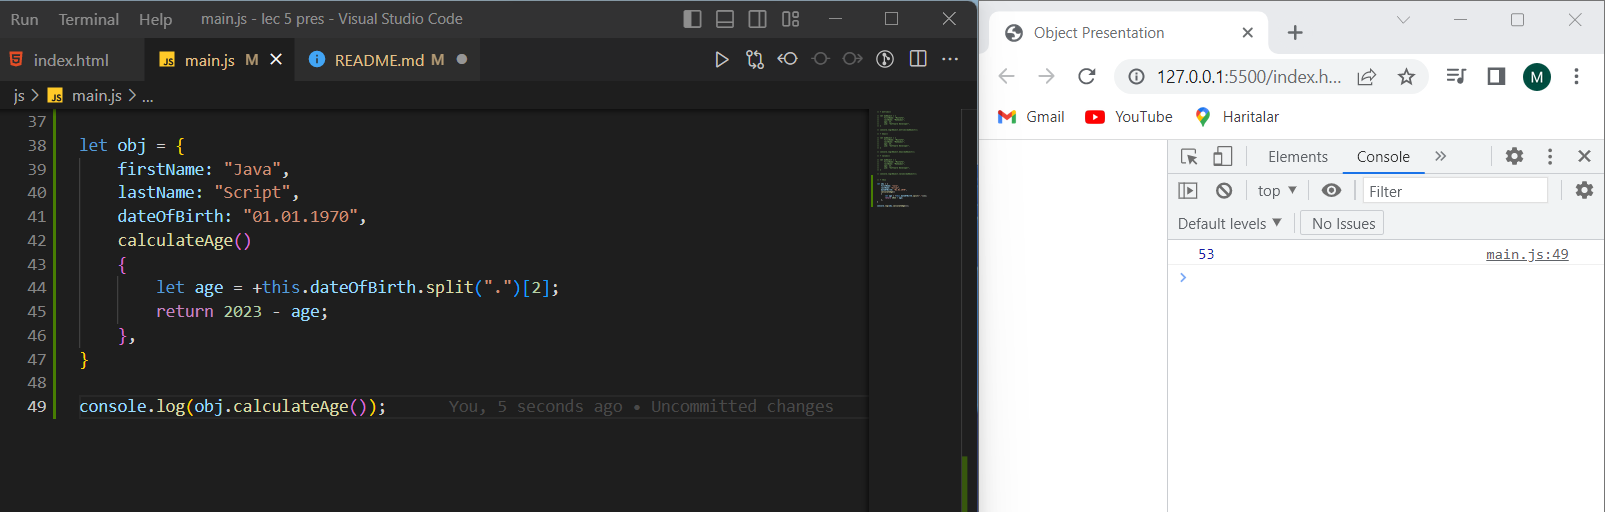 Run Terminal Help main.js - lec 5 pres - Visual Studio Code
index.html JS main.js M README.md M
js > JS main.js > ...
37
38 let obj = {
39 firstName: "Java",
40 lastName: "Script",
41 dateOfBirth: "01.01.1970",
42 calculateAge()
43 {
44 let age = +this.dateOfBirth.split(".")[2];
45 return 2023 - age;
46 },
47 }
48
49 console.log(obj.calculateAge()); You, 5 seconds ago • Uncommitted changes
Object Presentation
127.0.0.1:5500/index.h... M
Gmail YouTube Haritalar
Elements Console »
top ▼ Filter
Default levels ▼ No Issues
53 main.js:49
>